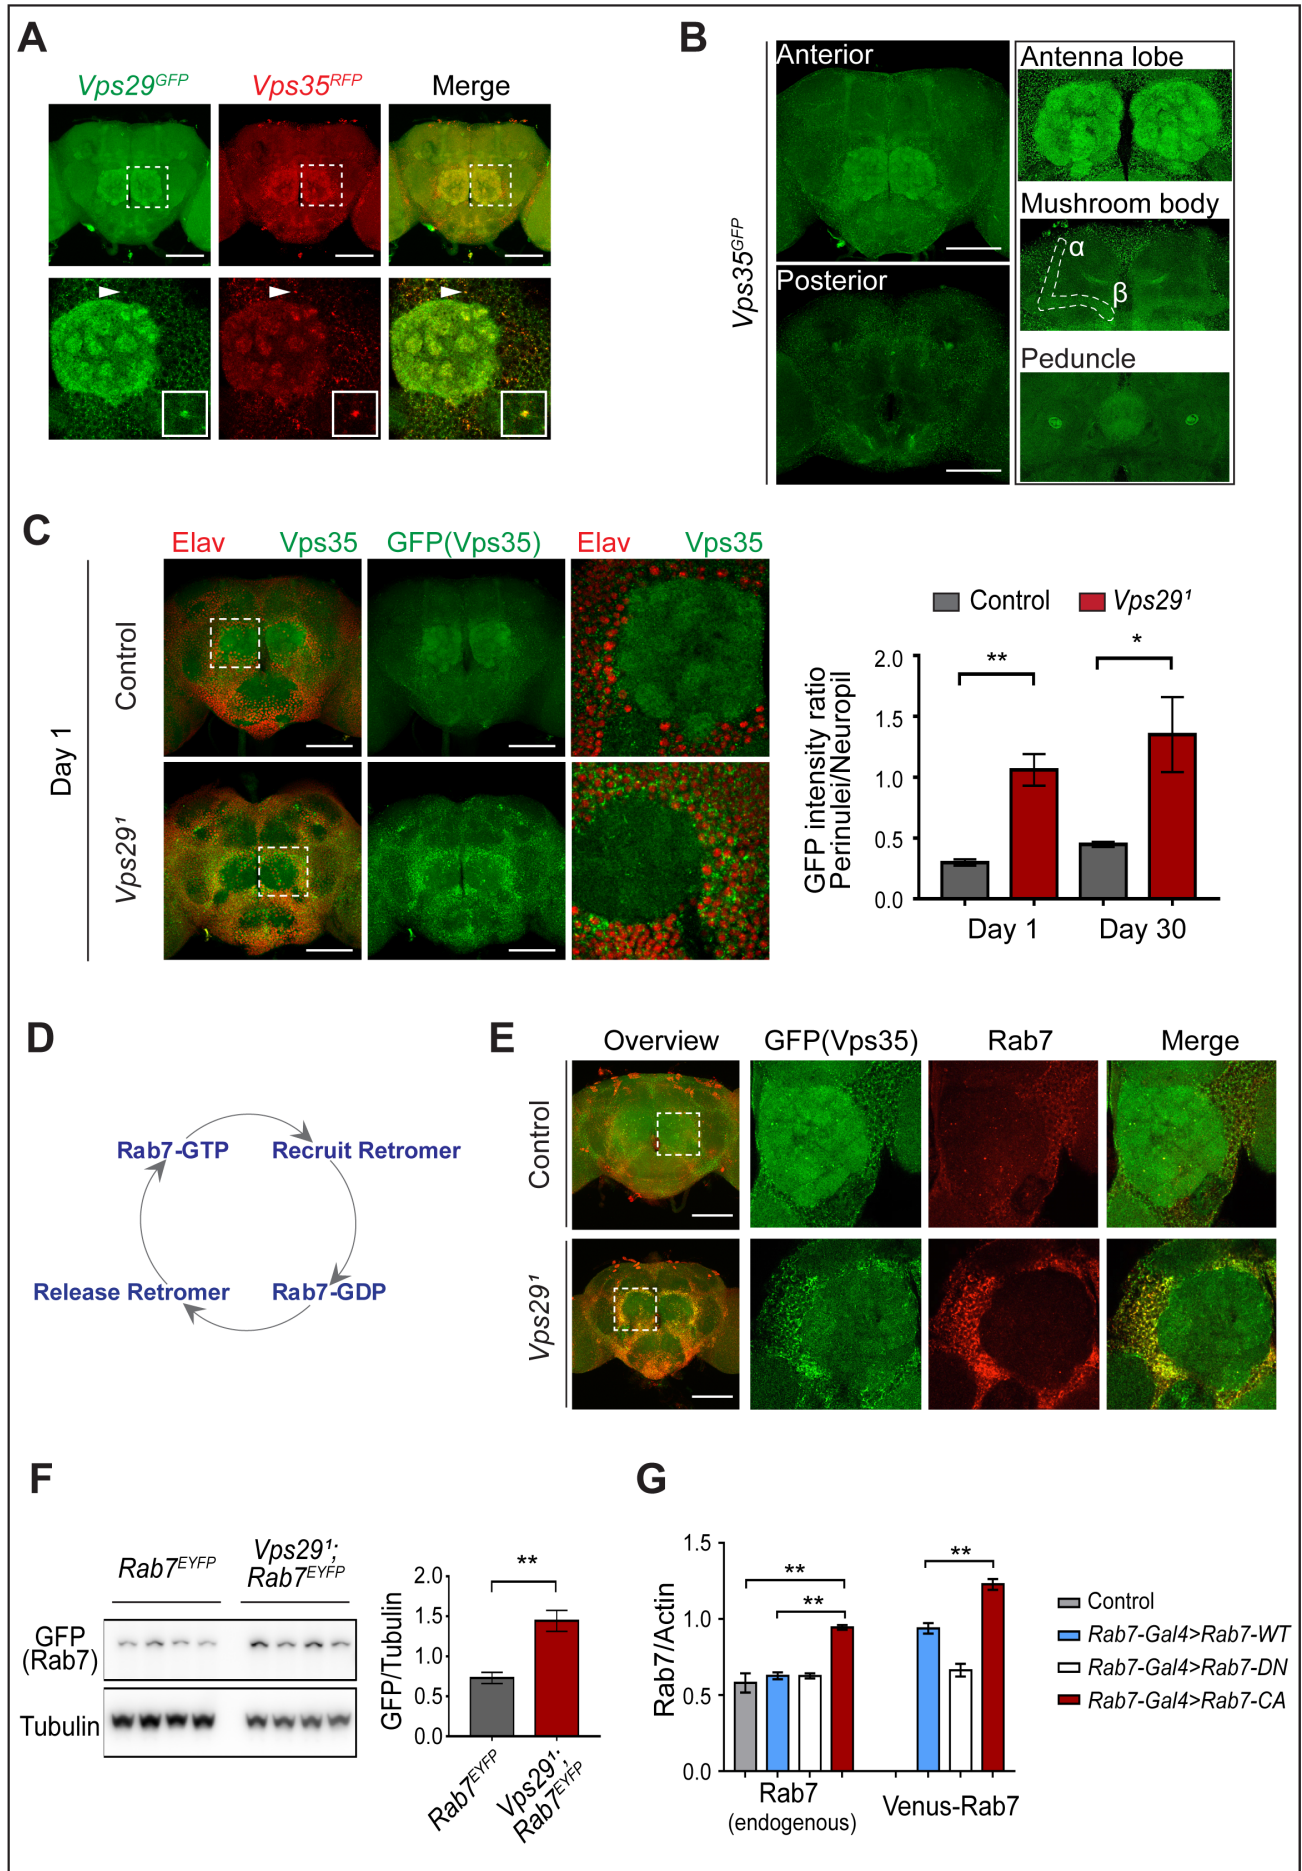 A
Vps29GFP Vps35RFP Merge
B
Vps35GFP
Anterior
Posterior
Antenna lobe
Mushroom body
α
β
Peduncle
C
Elav Vps35 GFP(Vps35) Elav Vps35
Day 1
Control
Vps29¹
Control Vps29¹
GFP intensity ratio
Perinulei/Neuropil
2.0
1.5
1.0
0.5
0.0
** *
Day 1 Day 30
D
Rab7-GTP Recruit Retromer
Release Retromer Rab7-GDP
E
Overview GFP(Vps35) Rab7 Merge
Control
Vps29¹
F
Rab7EYFP
Vps29¹;
Rab7EYFP
GFP
(Rab7)
Tubulin
GFP/Tubulin
2.0
1.5
1.0
0.5
0.0
**
Rab7EYFP
Vps29¹;
Rab7EYFP
G
Rab7/Actin
1.5
1.0
0.5
0.0
**
**
**
Rab7
(endogenous)
Venus-Rab7
Control
Rab7-Gal4>Rab7-WT
Rab7-Gal4>Rab7-DN
Rab7-Gal4>Rab7-CA